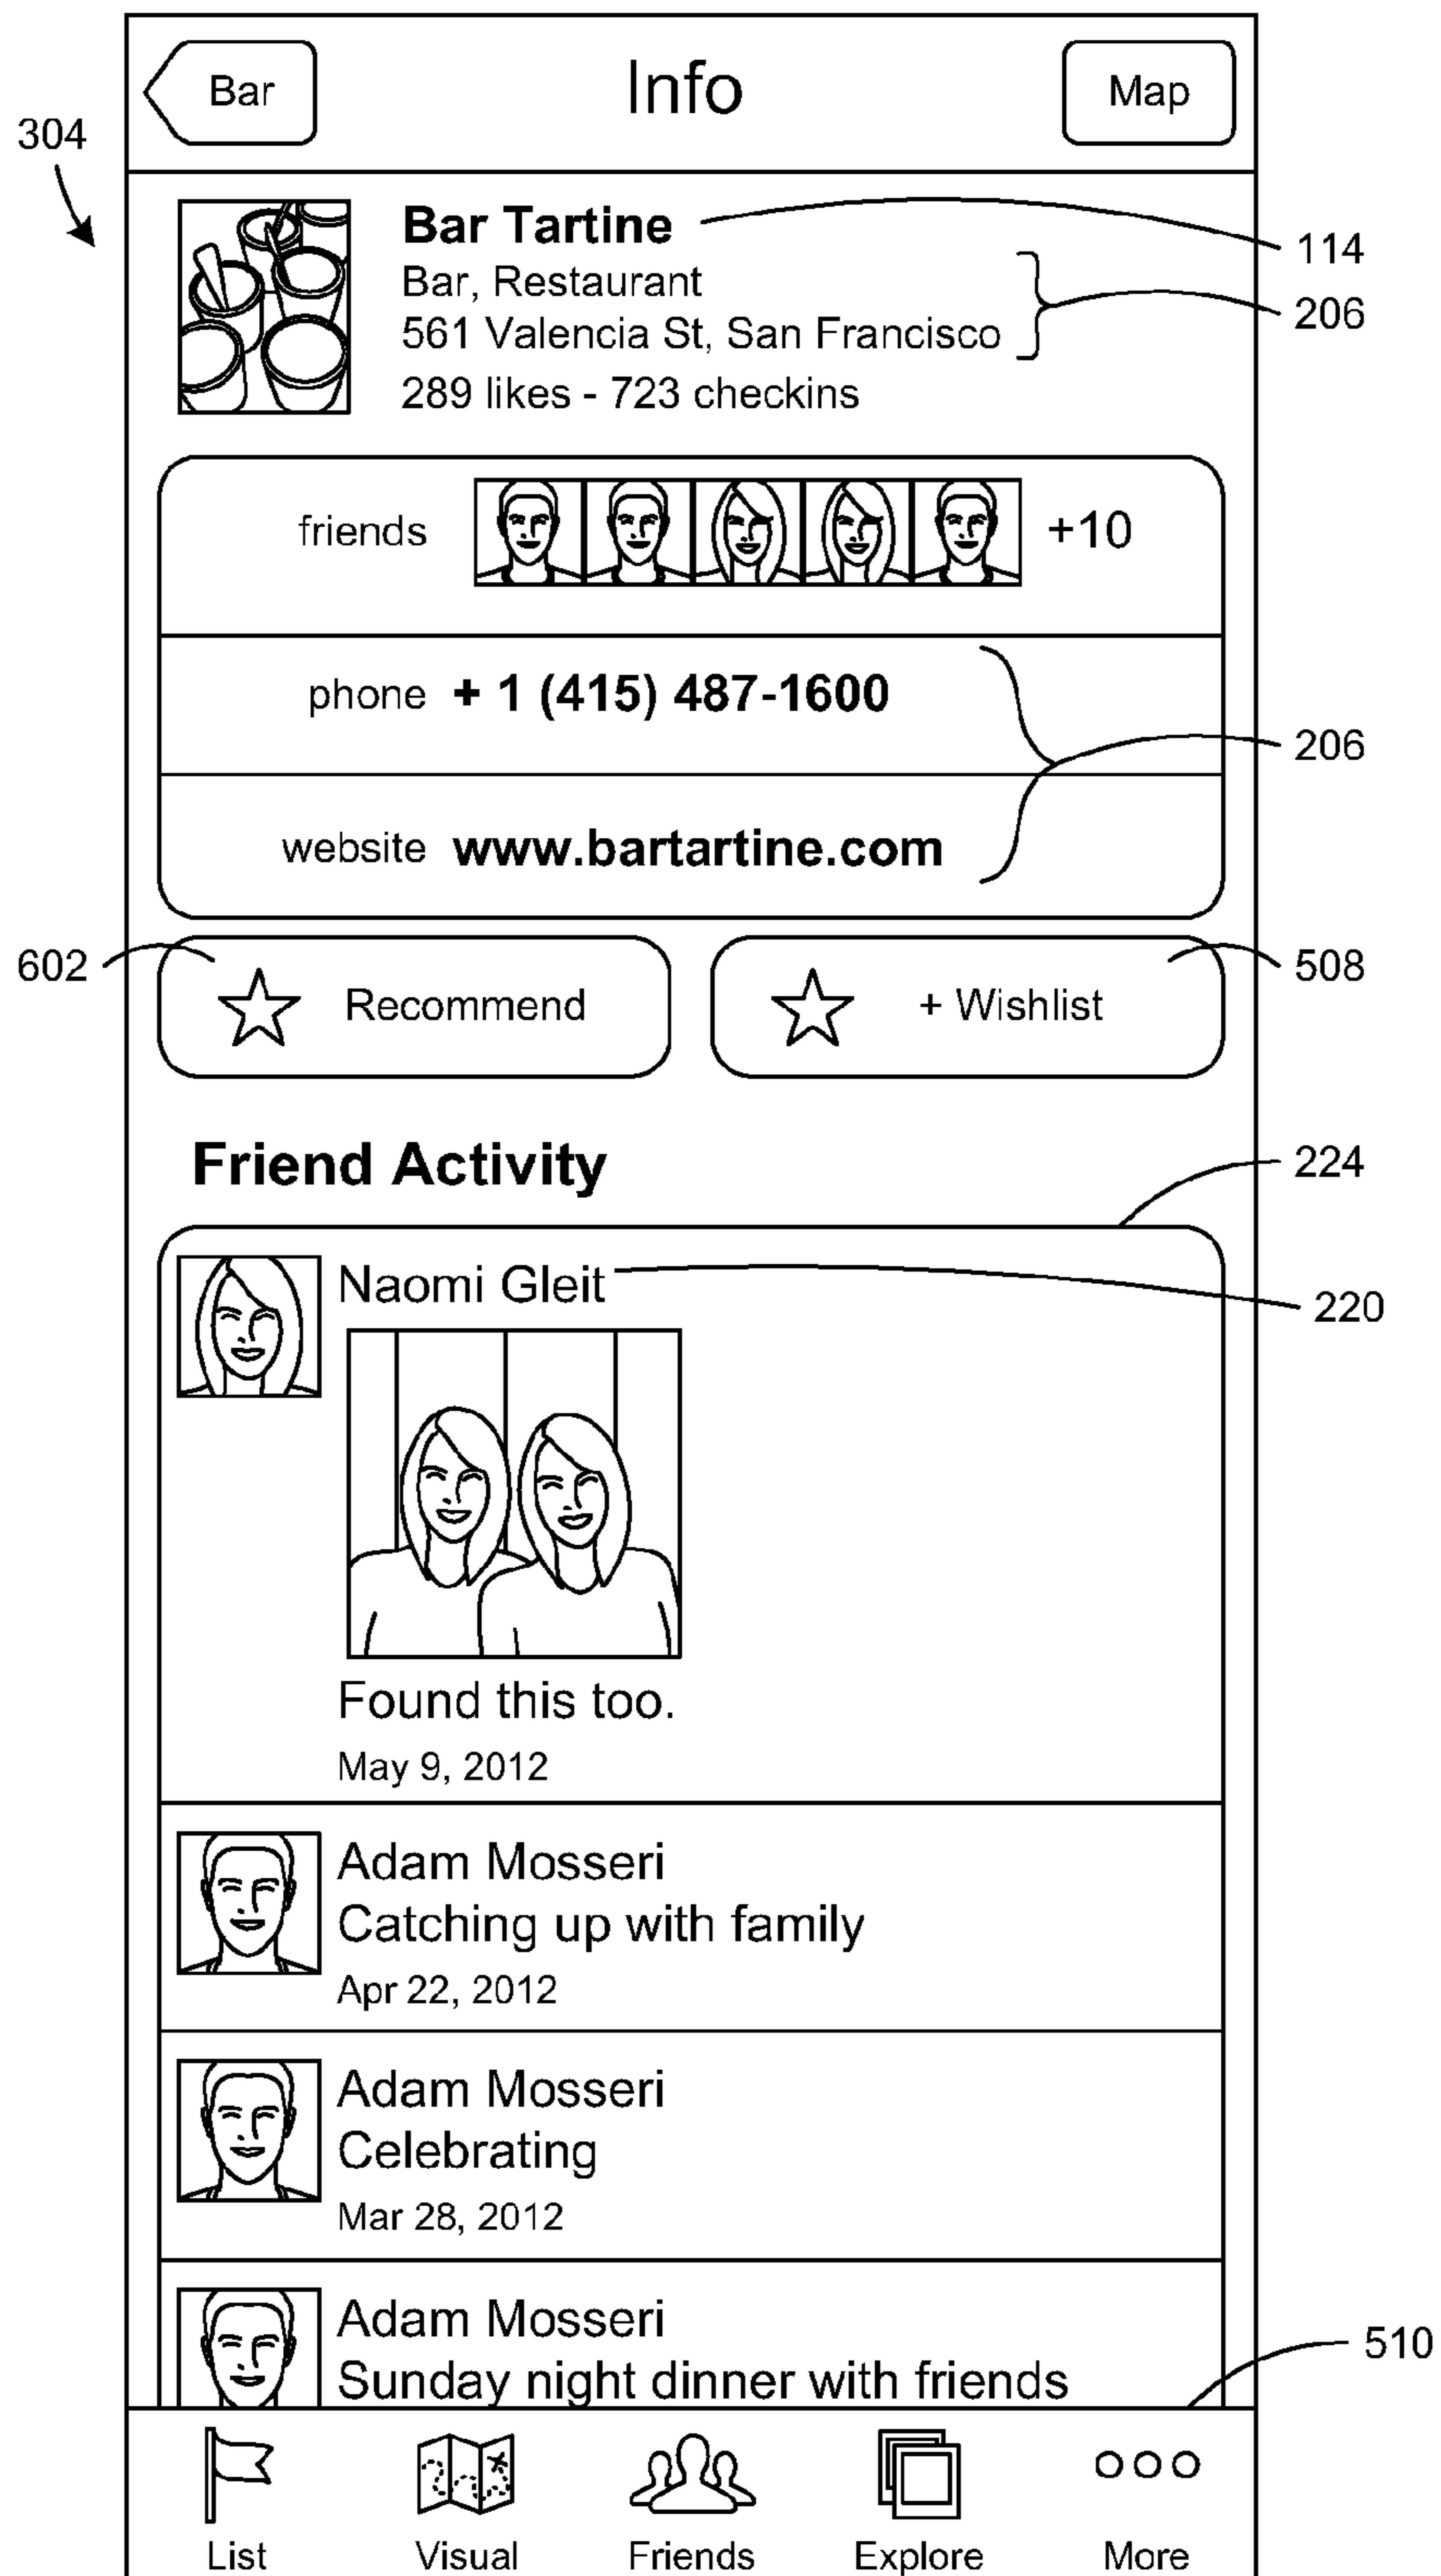 Bar Info Map
304
Bar Tartine
114
Bar, Restaurant
206
561 Valencia St, San Francisco
289 likes - 723 checkins
friends +10
phone + 1 (415) 487-1600
206
website www.bartartine.com
602
508
Recommend + Wishlist
Friend Activity
224
Naomi Gleit
220
Found this too.
May 9, 2012
Adam Mosseri
Catching up with family
Apr 22, 2012
Adam Mosseri
Celebrating
Mar 28, 2012
Adam Mosseri
510
Sunday night dinner with friends
List Visual Friends Explore More